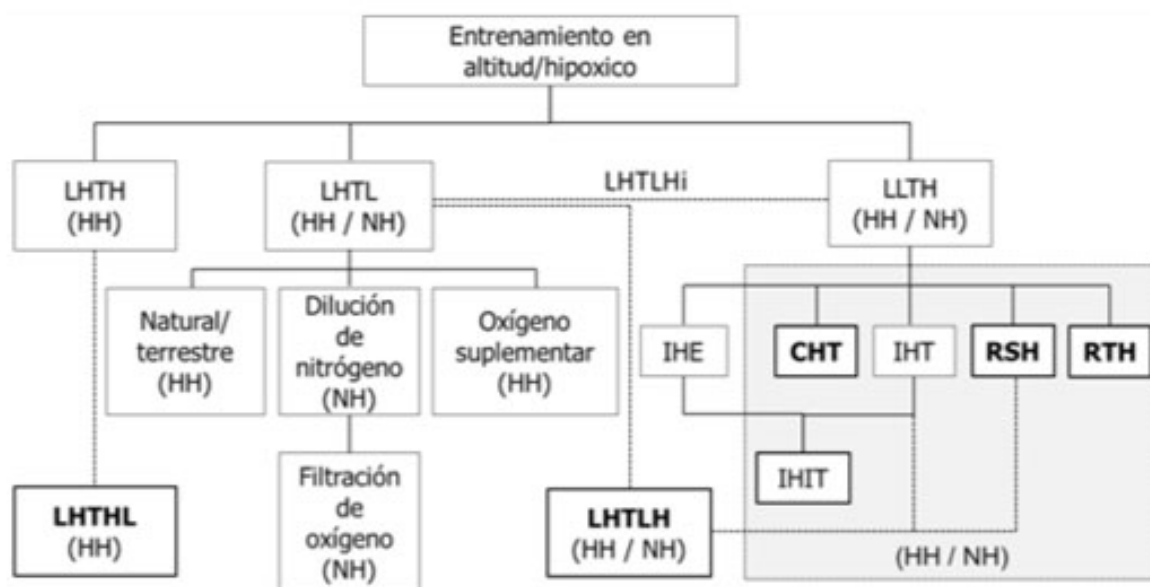 Entrenamiento en
altitud/hipoxico
LHTH
(HH)
LHTL
(HH / NH)
LHTLHi
LLTH
(HH / NH)
Natural/
terrestre
(HH)
Dilución
de
nitrógeno
(NH)
Oxígeno
suplementar
(HH)
IHE
CHT
IHT
RSH
RTH
IHIT
LHTHL
(HH)
Filtración
de
oxígeno
(NH)
LHTLH
(HH / NH)
(HH / NH)